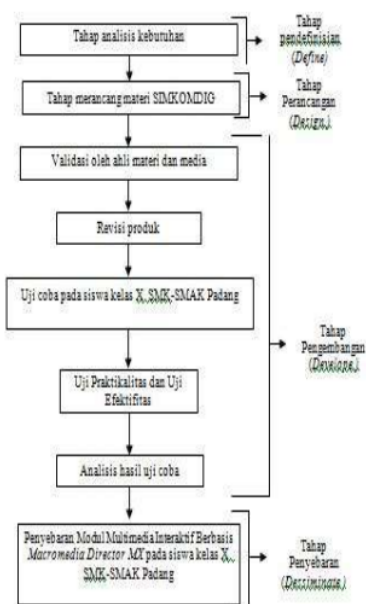 Tahap analisis kebutuhan
Tahap
pendefinisian
(Define)
Tahap merancang materi SIMKOMDIG
Tahap
Perancangan
(Design)
Validasi oleh ahli materi dan media
Revisi produk
Uji coba pada siswa kelas X SMK-SMAK Padang
Uji Praktikalitas dan Uji
Efektifitas
Tahap
Pengembangan
(Develope)
Analisis hasil uji coba
Penyebaran Modul Multimedia Interaktif Berbasis
Macromedia Director MX pada siswa kelas X
SMK-SMAK Padang
Tahap
Penyebaran
(Dessiminate)